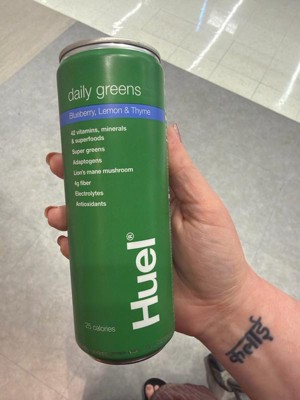 daily greens
Blueberry, Lemon & Thyme
42 vitamins, minerals
& superfoods
Super greens
Adaptogens
Lion's mane mushroom
4g fiber
Electrolytes
Antioxidants
Huel®
calories
कलाई